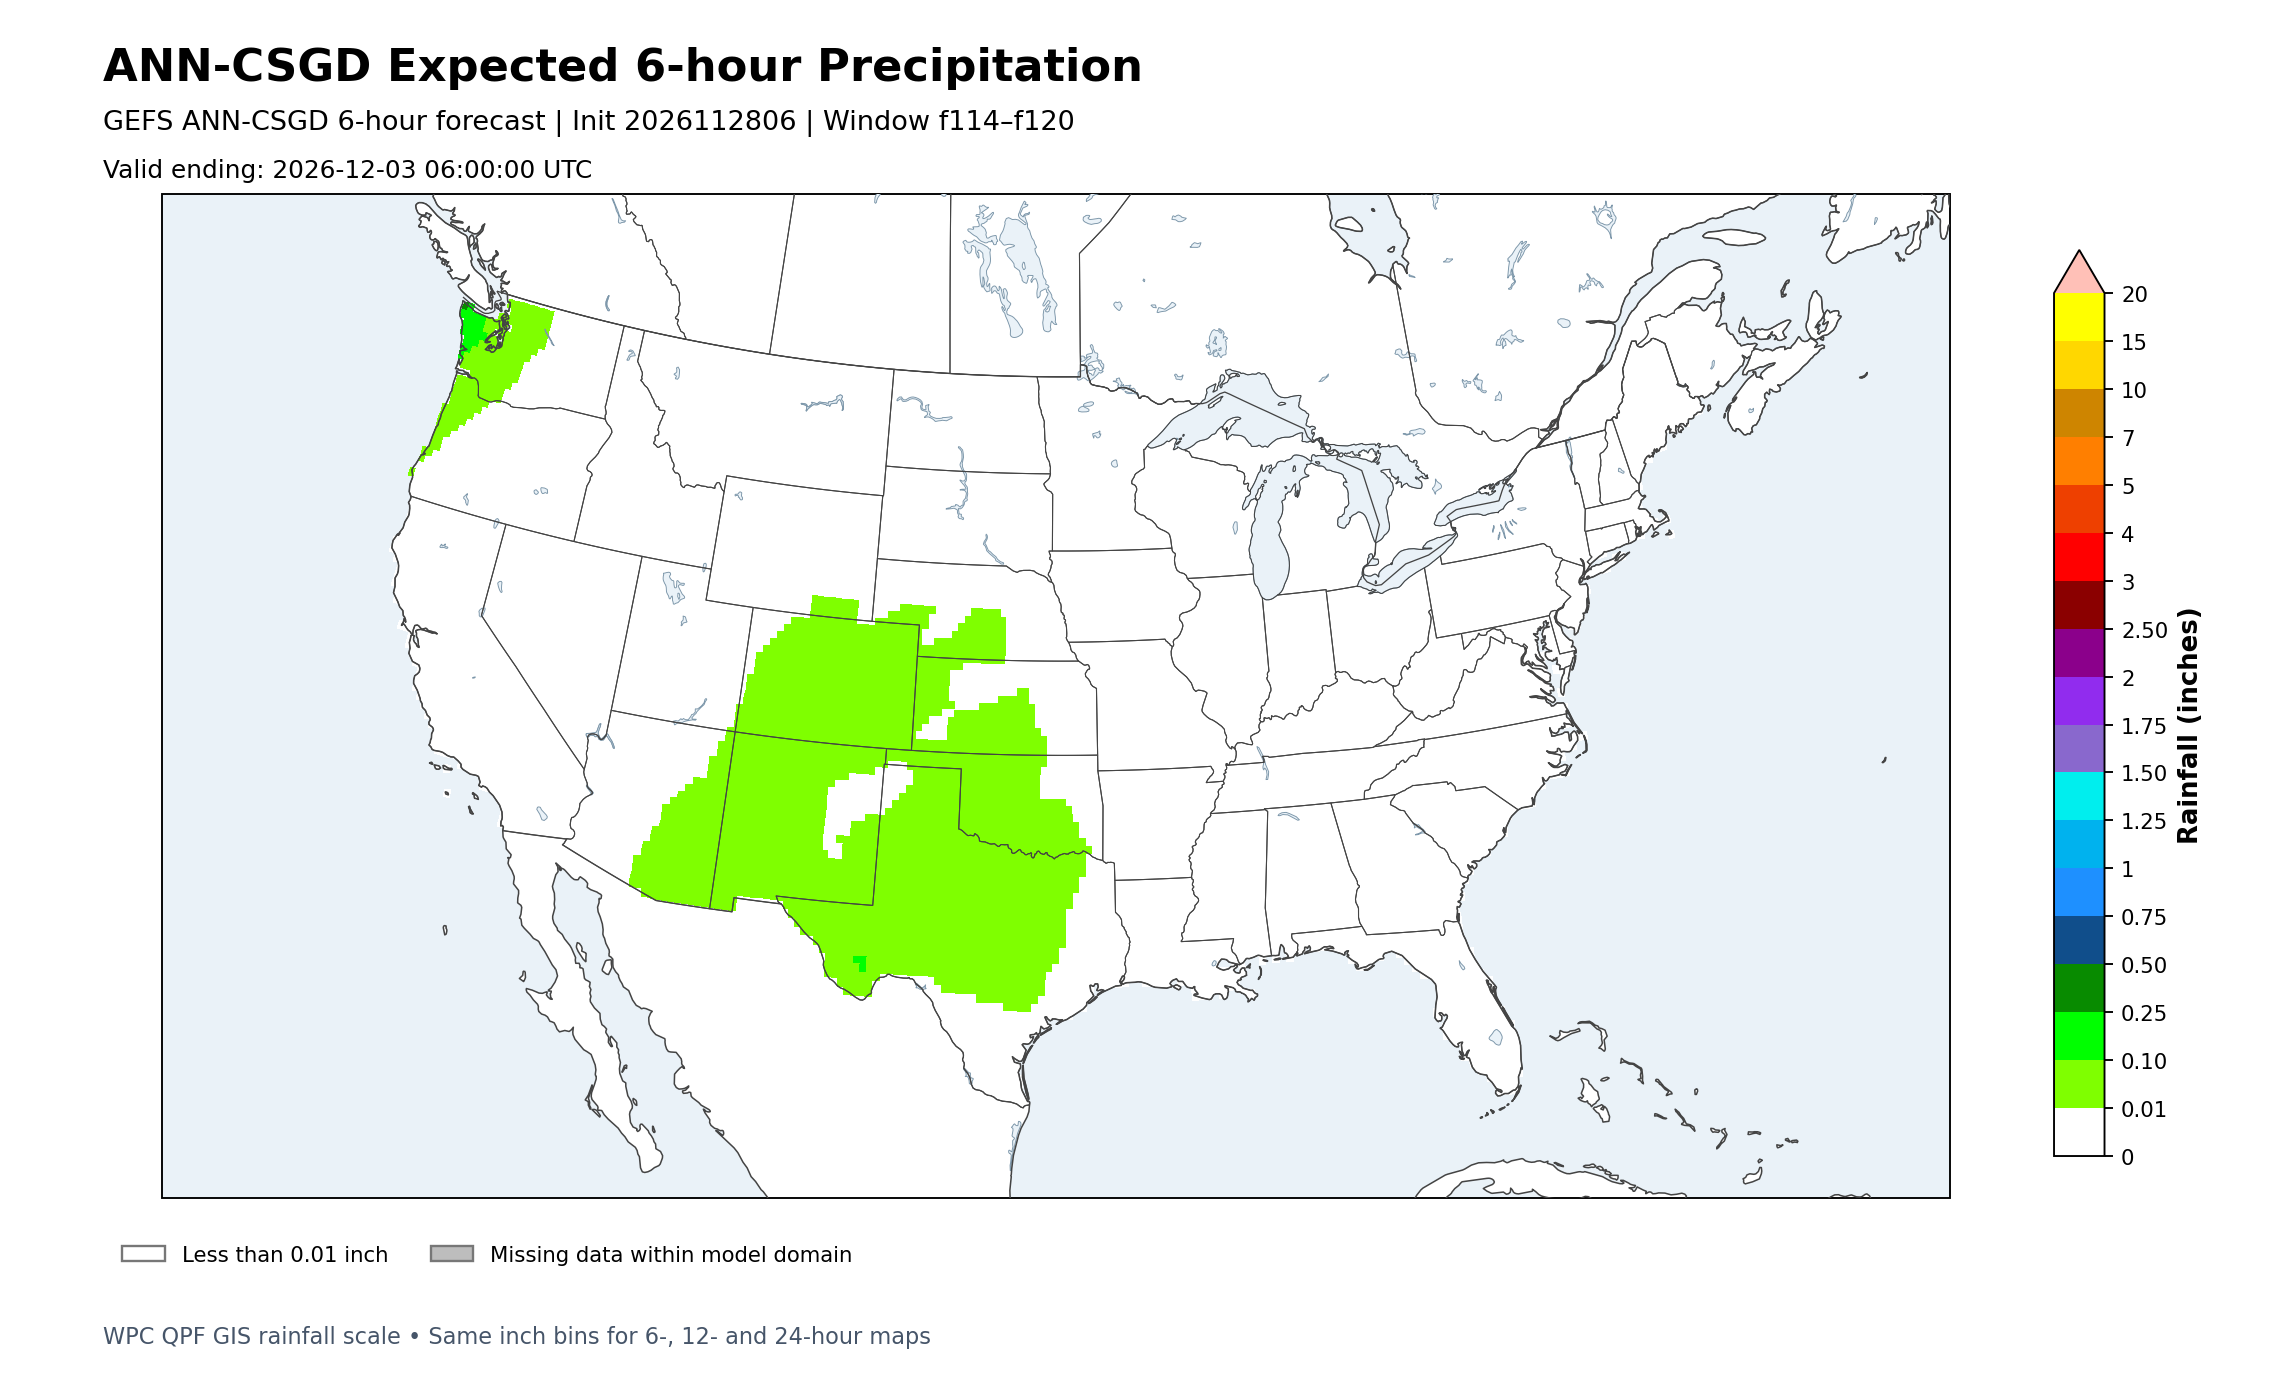 ANN-CSGD Expected 6-hour Precipitation
GEFS ANN-CSGD 6-hour forecast | Init 2026112806 | Window f114–f120
Valid ending: 2026-12-03 06:00:00 UTC
20
15
10
7
5
4
3
2.50
2
1.75
1.50
1.25
1
0.75
0.50
0.25
0.10
0.01
0
Rainfall (inches)
Less than 0.01 inch
Missing data within model domain
WPC QPF GIS rainfall scale • Same inch bins for 6-, 12- and 24-hour maps